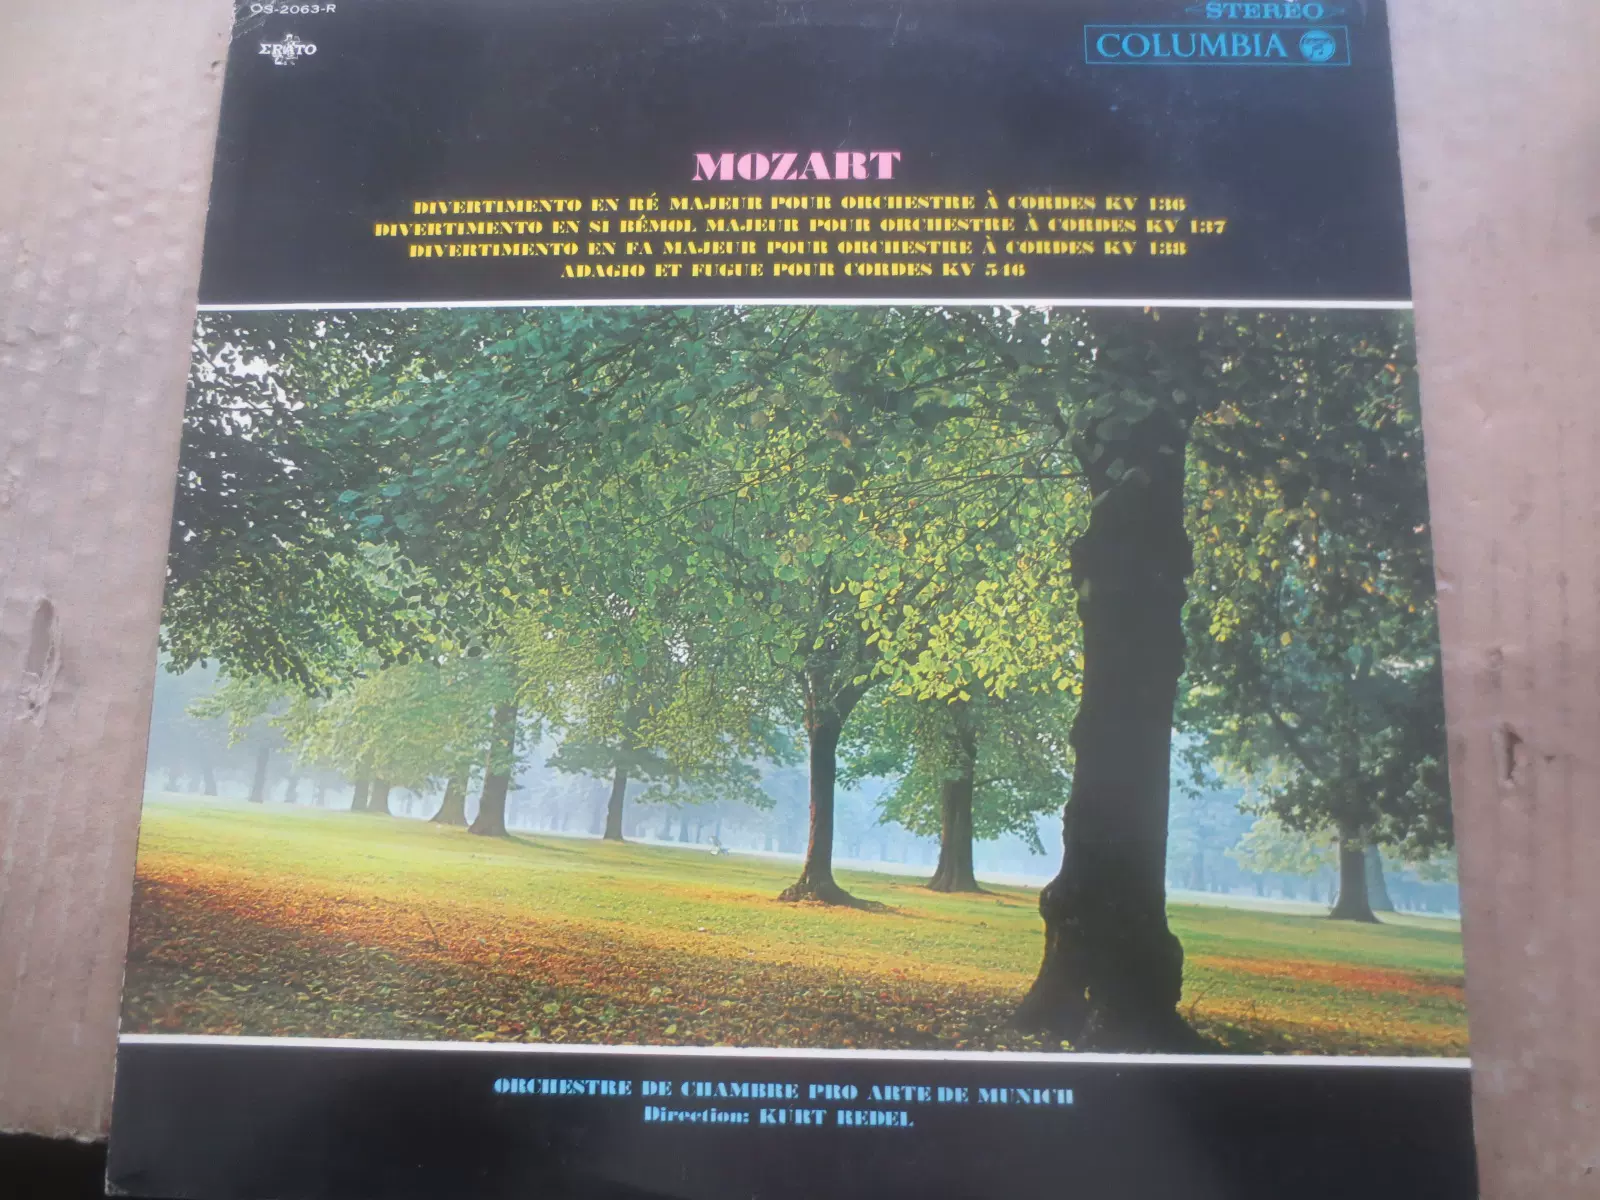 OS-2063-R
ΣRATO
STEREO
COLUMBIA
MOZART
DIVERTIMENTO EN RÉ MAJEUR POUR ORCHESTRE À CORDES KV 136
DIVERTIMENTO EN SI BÉMOL MAJEUR POUR ORCHESTRE À CORDES KV 137
DIVERTIMENTO EN FA MAJEUR POUR ORCHESTRE À CORDES KV 138
ADAGIO ET FUGUE POUR CORDES KV 546
ORCHESTRE DE CHAMBRE PRO ARTE DE MUNICH
Direction: KURT REDEL